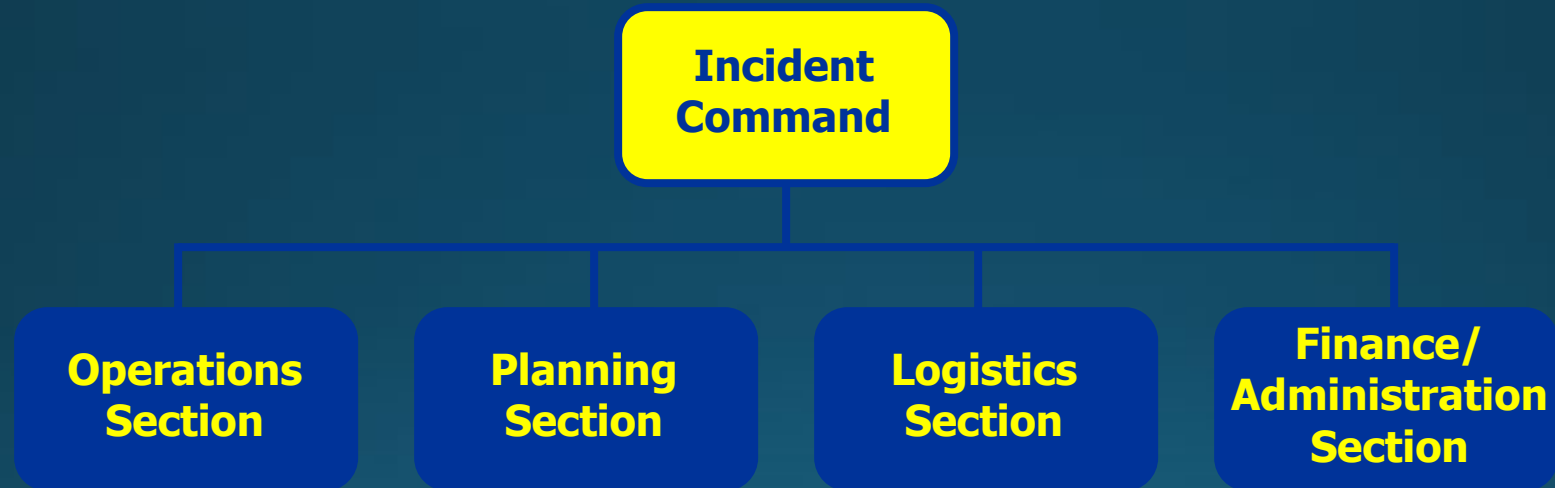 Incident
Command
Operations
Section
Planning
Section
Logistics
Section
Finance/
Administration
Section